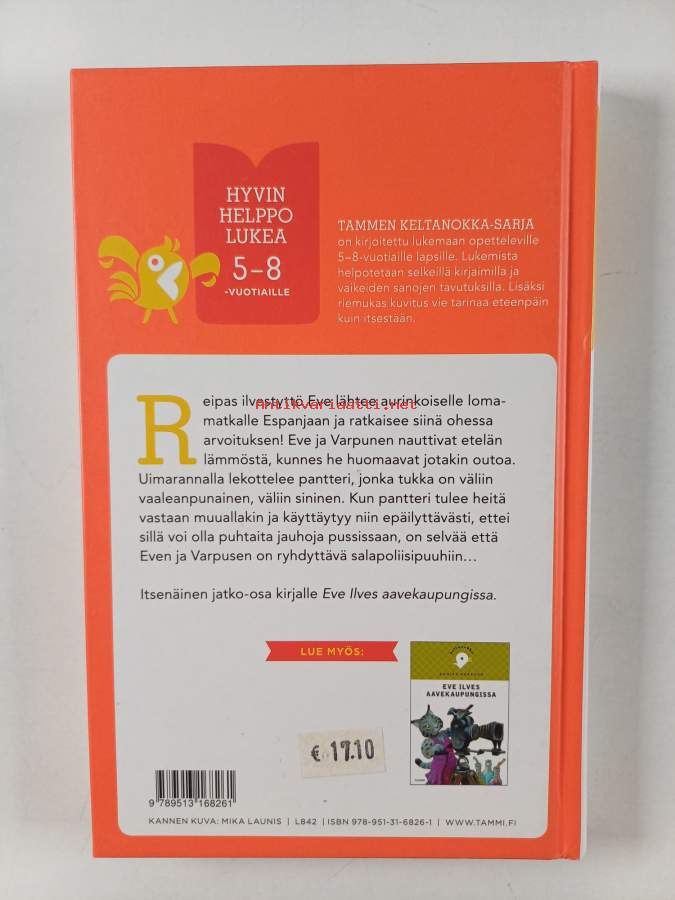 HYVIN
HELPPO
LUKEA
5–8
-VUOTIAILLE
TAMMEN KELTANOKKA-SARJA
on kirjoitettu lukemaan opetteleville
5–8-vuotiaille lapsille. Lukemista
helpotetaan selkeillä kirjaimilla ja
vaikeiden sanojen tavutuksilla. Lisäksi
riemukas kuvitus vie tarinaa eteenpäin
kuin itsestään.
Reipas ilvestyttö Eve lähtee aurinkoiselle loma-
Antikvariaatti.net
matkalle Espanjaan ja ratkaisee siinä ohessa
arvoituksen! Eve ja Varpunen nauttivat etelän
lämmöstä, kunnes he huomaavat jotakin outoa.
Uimarannalla lekottelee pantteri, jonka tukka on väliin
vaaleanpunainen, väliin sininen. Kun pantteri tulee heitä
vastaan muuallakin ja käyttäytyy niin epäilyttävästi, ettei
sillä voi olla puhtaita jauhoja pussissaan, on selvää että
Even ja Varpusen on ryhdyttävä salapoliisipuuhiin...
Itsenäinen jatko-osa kirjalle Eve Ilves aavekaupungissa.
LUE MYÖS:
EVE ILVES
AAVEKAUPUNGISSA
€ 17.10
9 789513 168261
KANNEN KUVA: MIKA LAUNIS | L842 | ISBN 978-951-31-6826-1 | WWW.TAMMI.FI